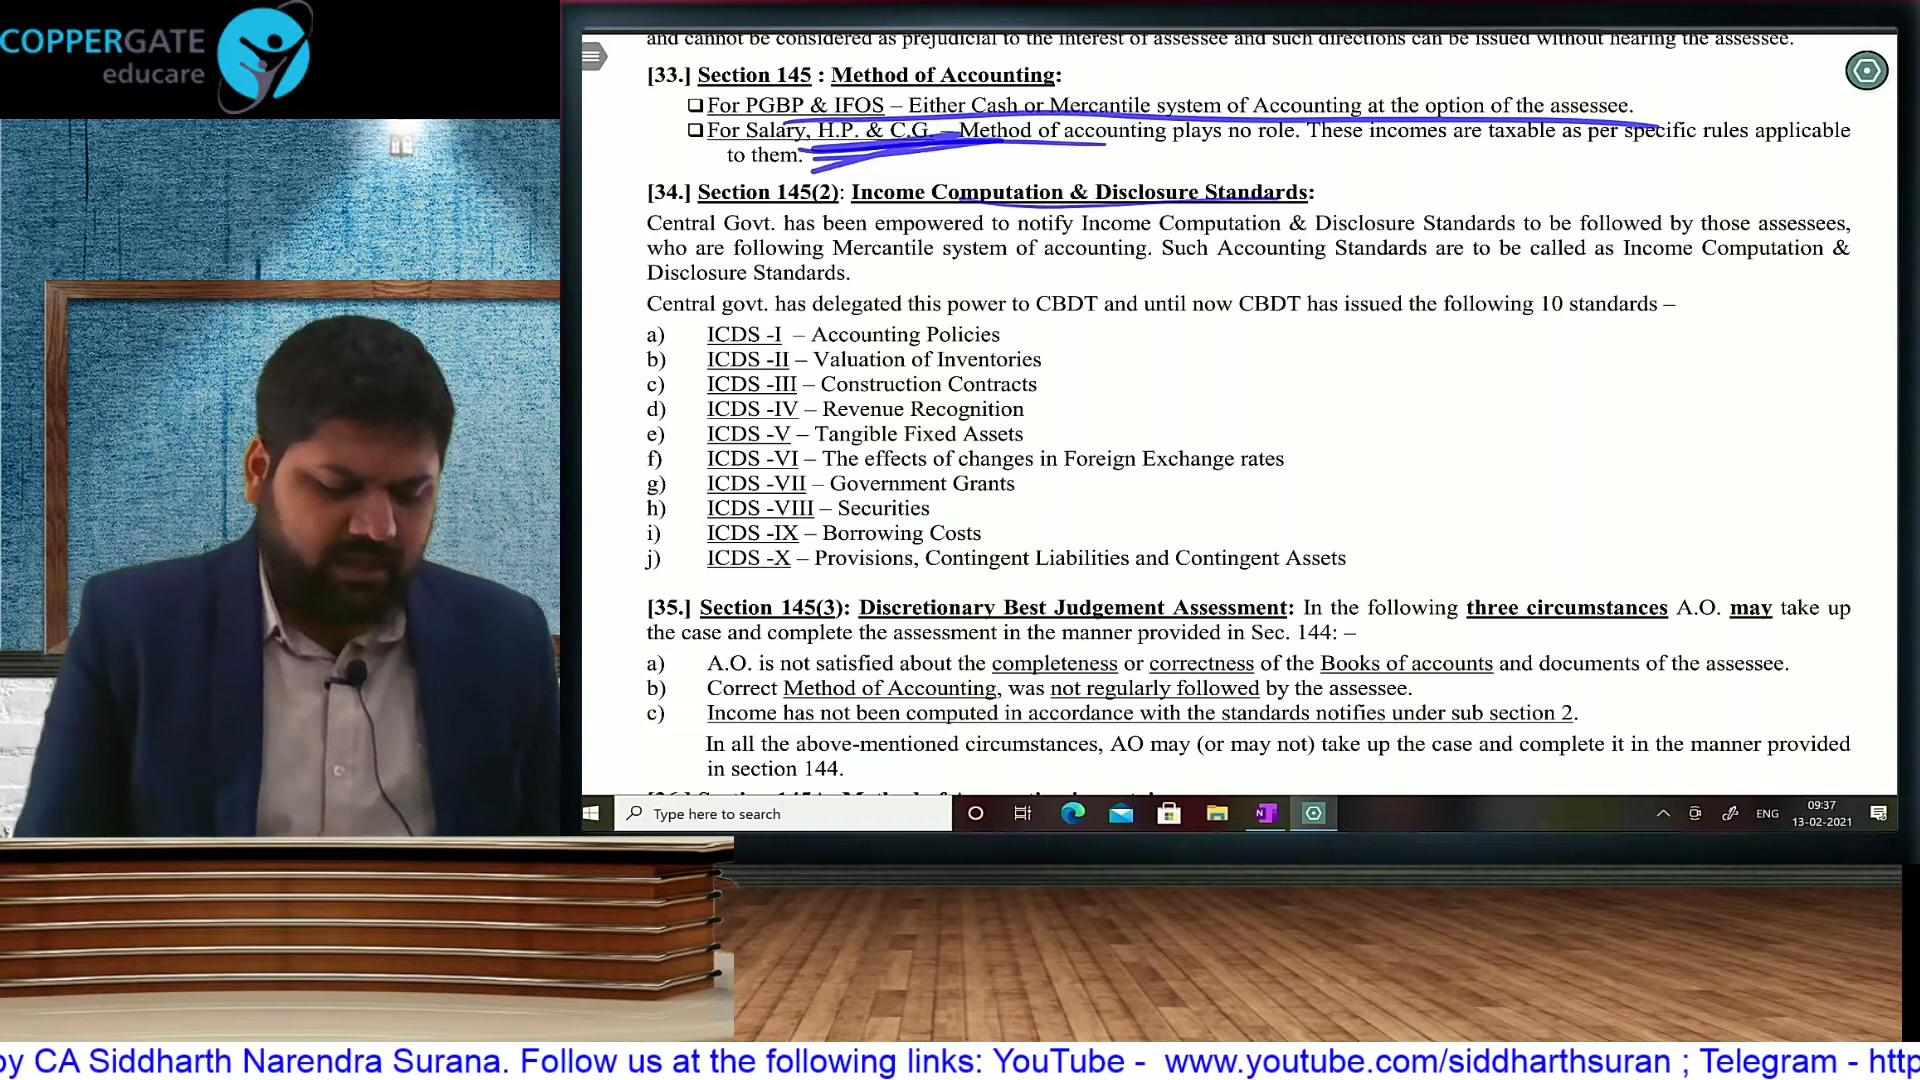 COPPERGATE
educare
and cannot be considered as prejudicial to the interest of assessee and such directions can be issued without hearing the assessee.
[33.] Section 145 : Method of Accounting:
For PGBP & IFOS – Either Cash or Mercantile system of Accounting at the option of the assessee.
For Salary, H.P. & C.G. – Method of accounting plays no role. These incomes are taxable as per specific rules applicable
to them.
[34.] Section 145(2): Income Computation & Disclosure Standards:
Central Govt. has been empowered to notify Income Computation & Disclosure Standards to be followed by those assessees,
who are following Mercantile system of accounting. Such Accounting Standards are to be called as Income Computation &
Disclosure Standards.
Central govt. has delegated this power to CBDT and until now CBDT has issued the following 10 standards –
a) ICDS -I – Accounting Policies
b) ICDS -II – Valuation of Inventories
c) ICDS -III – Construction Contracts
d) ICDS -IV – Revenue Recognition
e) ICDS -V – Tangible Fixed Assets
f) ICDS -VI – The effects of changes in Foreign Exchange rates
g) ICDS -VII – Government Grants
h) ICDS -VIII – Securities
i) ICDS -IX – Borrowing Costs
j) ICDS -X – Provisions, Contingent Liabilities and Contingent Assets
[35.] Section 145(3): Discretionary Best Judgement Assessment: In the following three circumstances A.O. may take up
the case and complete the assessment in the manner provided in Sec. 144: –
a) A.O. is not satisfied about the completeness or correctness of the Books of accounts and documents of the assessee.
b) Correct Method of Accounting, was not regularly followed by the assessee.
c) Income has not been computed in accordance with the standards notifies under sub section 2.
In all the above-mentioned circumstances, AO may (or may not) take up the case and complete it in the manner provided
in section 144.
Type here to search
ENG
09:37
13-02-2021
by CA Siddharth Narendra Surana. Follow us at the following links: YouTube - www.youtube.com/siddharthsuran ; Telegram - http